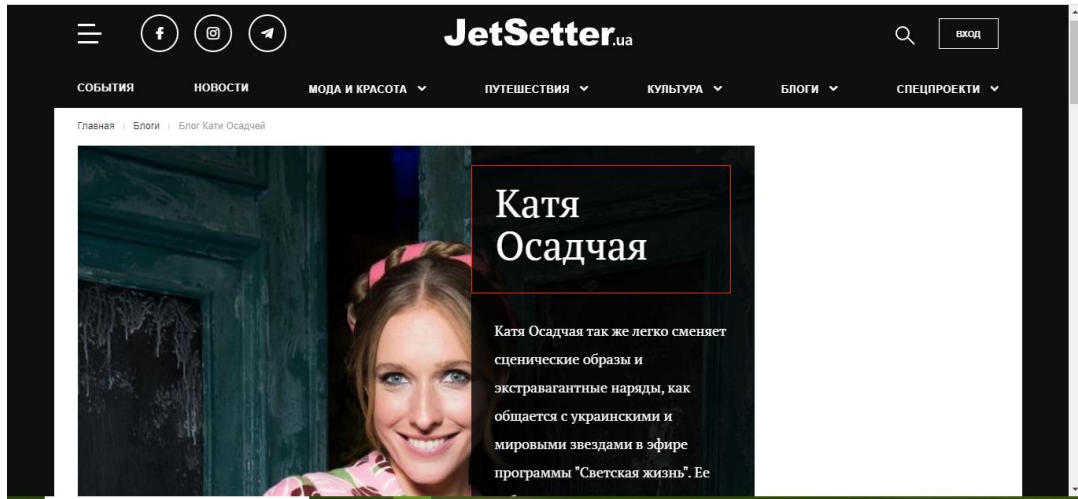 JetSetter.ua
ВХОД
СОБЫТИЯ НОВОСТИ МОДА И КРАСОТА ПУТЕШЕСТВИЯ КУЛЬТУРА БЛОГИ СПЕЦПРОЕКТИ
Главная Блоги Блог Кати Осадчей
Катя
Осадчая
Катя Осадчая так же легко сменяет
сценические образы и
экстравагантные наряды, как
общается с украинскими и
мировыми звездами в эфире
программы "Светская жизнь". Ее